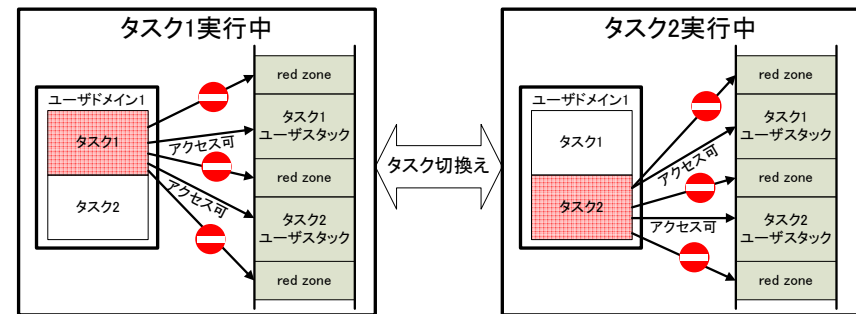 タスク1実行中
ユーザドメイン1
タスク1
タスク2
アクセス可
アクセス可
red zone
タスク1
ユーザスタック
red zone
タスク2
ユーザスタック
red zone
タスク切換え
タスク2実行中
ユーザドメイン1
タスク1
タスク2
アクセス可
アクセス可
red zone
タスク1
ユーザスタック
red zone
タスク2
ユーザスタック
red zone